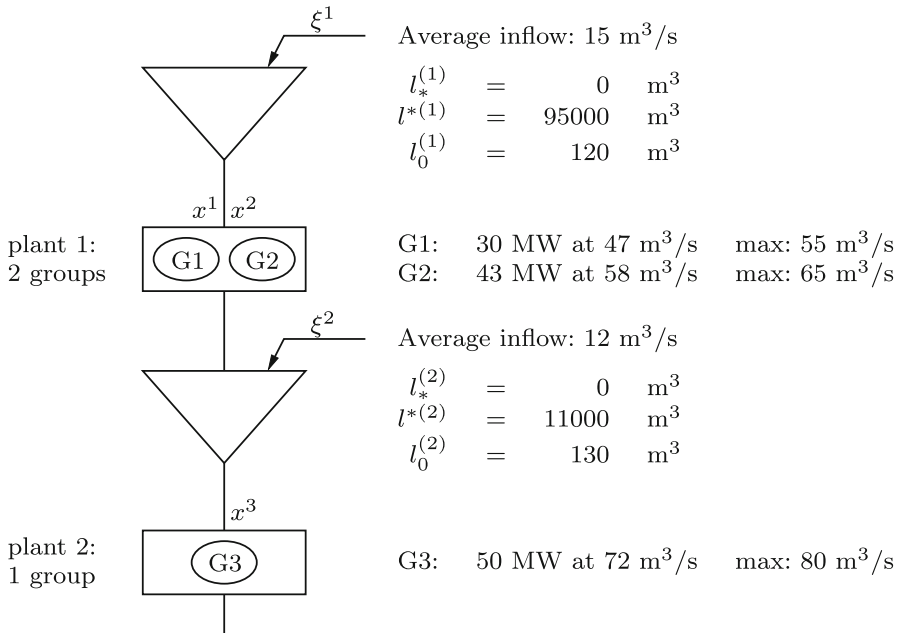 ξ¹ Average inflow: 15 m³/s
l₎*⁽¹⁾ = 0 m³
l*⁽¹⁾ = 95000 m³
l₀⁽¹⁾ = 120 m³
x¹ x²
plant 1: G1 G2 G1: 30 MW at 47 m³/s max: 55 m³/s
2 groups G2: 43 MW at 58 m³/s max: 65 m³/s
ξ² Average inflow: 12 m³/s
l_*⁽²⁾ = 0 m³
l*⁽²⁾ = 11000 m³
l₀⁽²⁾ = 130 m³
x³
plant 2: G3 G3: 50 MW at 72 m³/s max: 80 m³/s
1 group